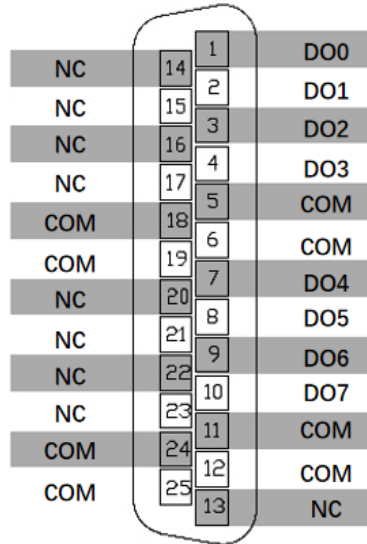 1 DO0
NC 14
2 DO1
NC 15
3 DO2
NC 16
4 DO3
NC 17
5 COM
COM 18
6 COM
COM 19
7 DO4
NC 20
8 DO5
NC 21
9 DO6
NC 22
10 DO7
NC 23
11 COM
COM 24
12 COM
COM 25
13 NC